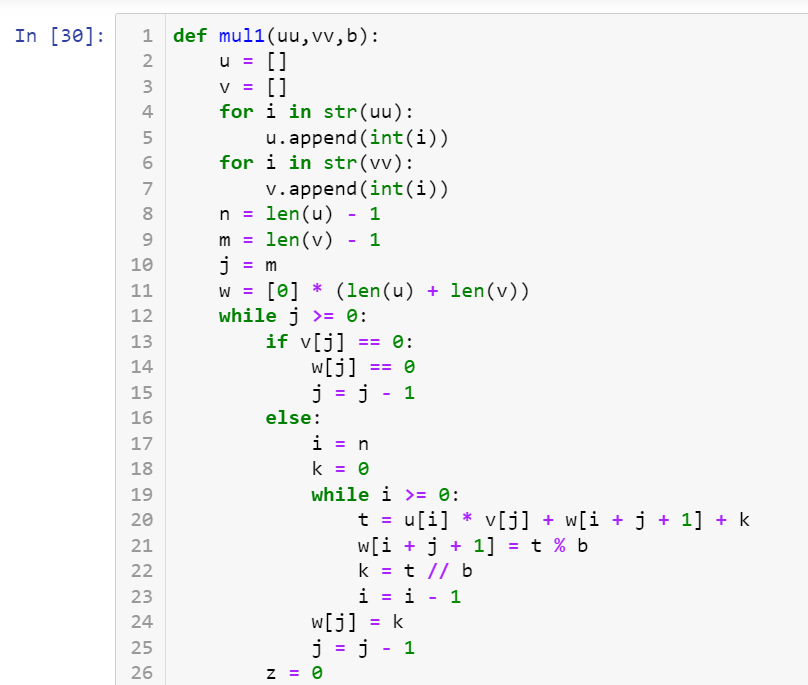 In [30]:
1 def mul1(uu,vv,b):
2     u = []
3     v = []
4     for i in str(uu):
5         u.append(int(i))
6     for i in str(vv):
7         v.append(int(i))
8     n = len(u) - 1
9     m = len(v) - 1
10     j = m
11     w = [0] * (len(u) + len(v))
12     while j >= 0:
13         if v[j] == 0:
14             w[j] == 0
15             j = j - 1
16         else:
17             i = n
18             k = 0
19             while i >= 0:
20                 t = u[i] * v[j] + w[i + j + 1] + k
21                 w[i + j + 1] = t % b
22                 k = t // b
23                 i = i - 1
24             w[j] = k
25             j = j - 1
26         z = 0